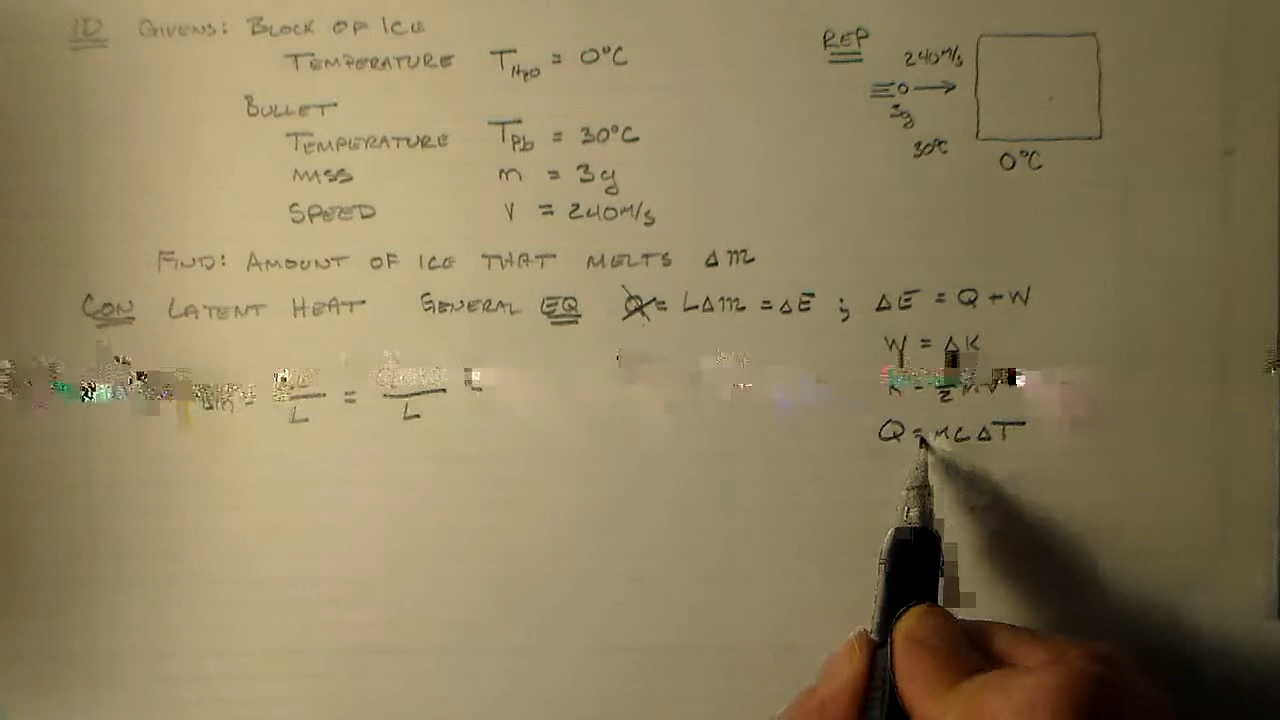 ID GIVENS: BLOCK OF ICE
TEMPERATURE T_H2O = 0°C
BULLET
TEMPERATURE T_Pb = 30°C
MASS m = 3g
SPEED V = 240M/S
FIND: AMOUNT OF ICE THAT MELTS Δm
REP
240M/S
3g
30°C
0°C
CON LATENT HEAT GENERAL EQ Q = LΔm = ΔE ; ΔE = Q + W
W = ΔK
L = L
Q = MCΔT